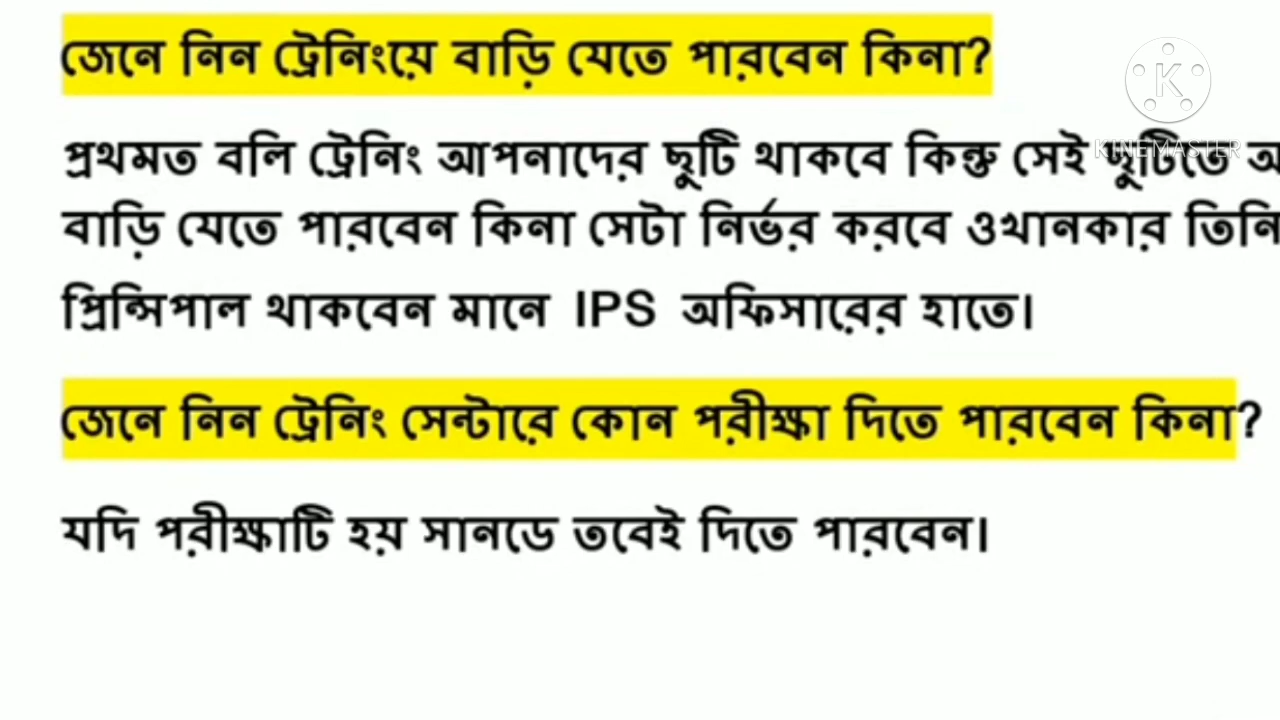 জেনে নিন ট্রেনিংয়ে বাড়ি যেতে পারবেন কিনা?
প্রথমত বলি ট্রেনিং আপনাদের ছুটি থাকবে কিন্তু সেই ছুটিতে
বাড়ি যেতে পারবেন কিনা সেটা নির্ভর করবে ওখানকার তিনি
প্রিন্সিপাল থাকবেন মানে IPS অফিসারের হাতে।
জেনে নিন ট্রেনিং সেন্টারে কোন পরীক্ষা দিতে পারবেন কিনা?
যদি পরীক্ষাটি হয় সানডে তবেই দিতে পারবেন।
K
KINEMASTER